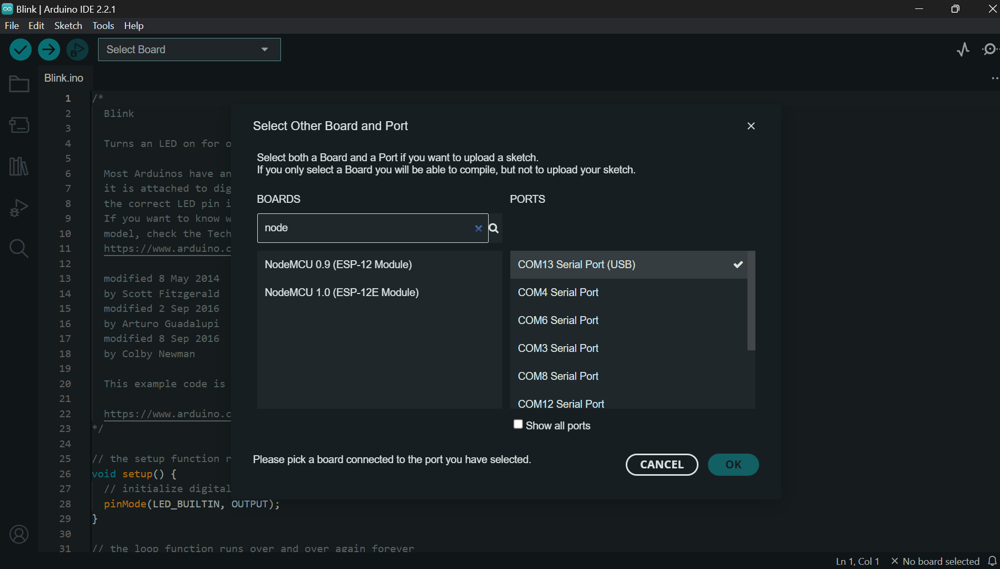 Blink | Arduino IDE 2.2.1
File Edit Sketch Tools Help
Select Board
Blink.ino
1 /*
2 Blink
3
4 Turns an LED on for o
5
6 Most Arduinos have an
7 it is attached to dig
8 the correct LED pin i
9 If you want to know w
10 model, check the Tech
11 https://www.arduino.c
12
13 modified 8 May 2014
14 by Scott Fitzgerald
15 modified 2 Sep 2016
16 by Arturo Guadalupi
17 modified 8 Sep 2016
18 by Colby Newman
19
20 This example code is
21
22 https://www.arduino.c
23 */
24
25 // the setup function r
26 void setup() {
27 // initialize digital
28 pinMode(LED_BUILTIN, OUTPUT);
29 }
30
31 // the loop function runs over and over again forever
Select Other Board and Port
Select both a Board and a Port if you want to upload a sketch.
If you only select a Board you will be able to compile, but not to upload your sketch.
BOARDS
node
NodeMCU 0.9 (ESP-12 Module)
NodeMCU 1.0 (ESP-12E Module)
PORTS
COM13 Serial Port (USB)
COM4 Serial Port
COM6 Serial Port
COM3 Serial Port
COM8 Serial Port
COM12 Serial Port
Show all ports
Please pick a board connected to the port you have selected.
CANCEL
OK
Ln 1, Col 1 No board selected